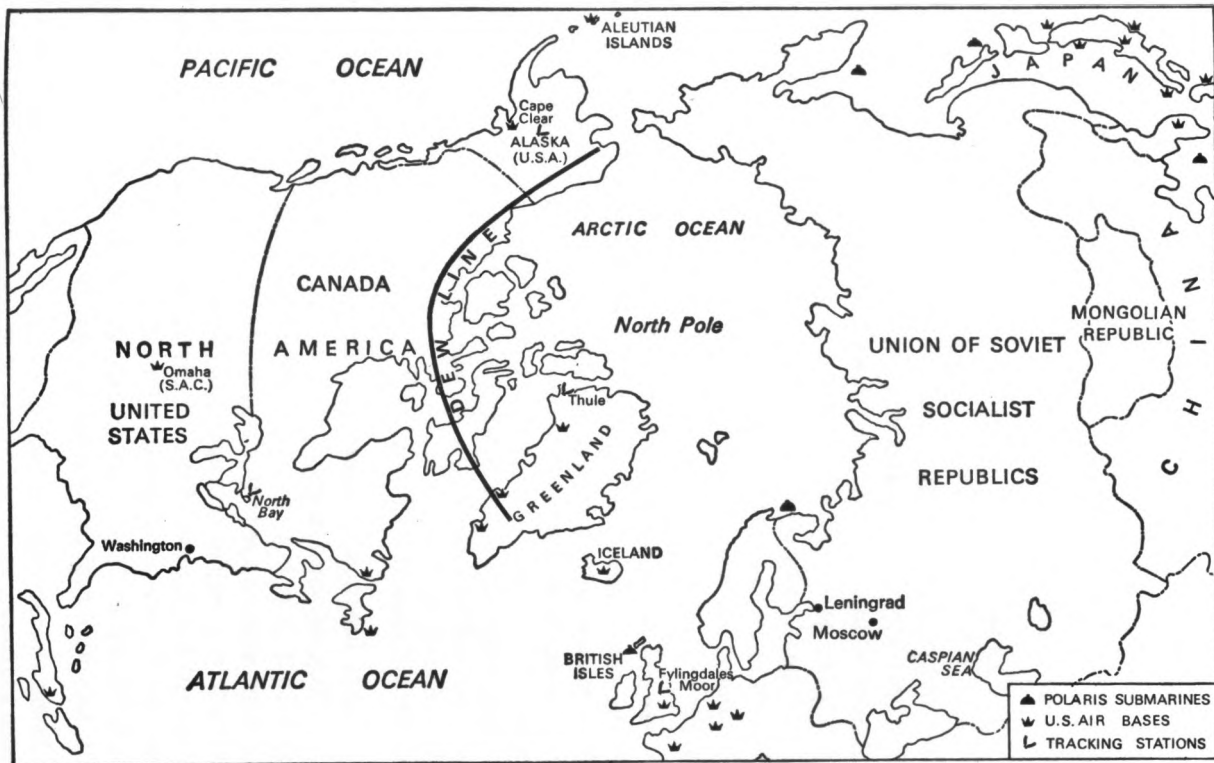 ALEUTIAN
ISLANDS
PACIFIC OCEAN
JAPAN
Cape
Clear
ALASKA
(U.S.A.)
ARCTIC OCEAN
DEW LINE
CANADA
CHINA
MONGOLIAN
REPUBLIC
North Pole
NORTH AMERICA
UNION OF SOVIET
SOCIALIST
REPUBLICS
Omaha
(S.A.C.)
UNITED
STATES
Thule
GREENLAND
North
Bay
Washington
ICELAND
Leningrad
Moscow
BRITISH
ISLES
Fylingdales
Moor
CASPIAN
SEA
ATLANTIC OCEAN
POLARIS SUBMARINES
U.S. AIR BASES
TRACKING STATIONS